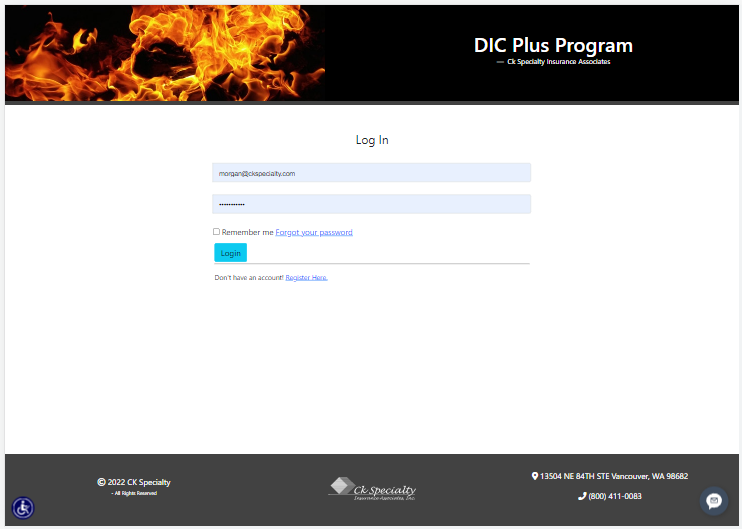 DIC Plus Program
— Ck Specialty Insurance Associates
Log In
morgan@ckspecialty.com
•••••••••••
Remember me Forgot your password
Login
Don't have an account! Register Here.
© 2022 CK Specialty
- All Rights Reserved
Ck Specialty
Insurance Associates, Inc.
13504 NE 84TH STE Vancouver, WA 98682
(800) 411-0083